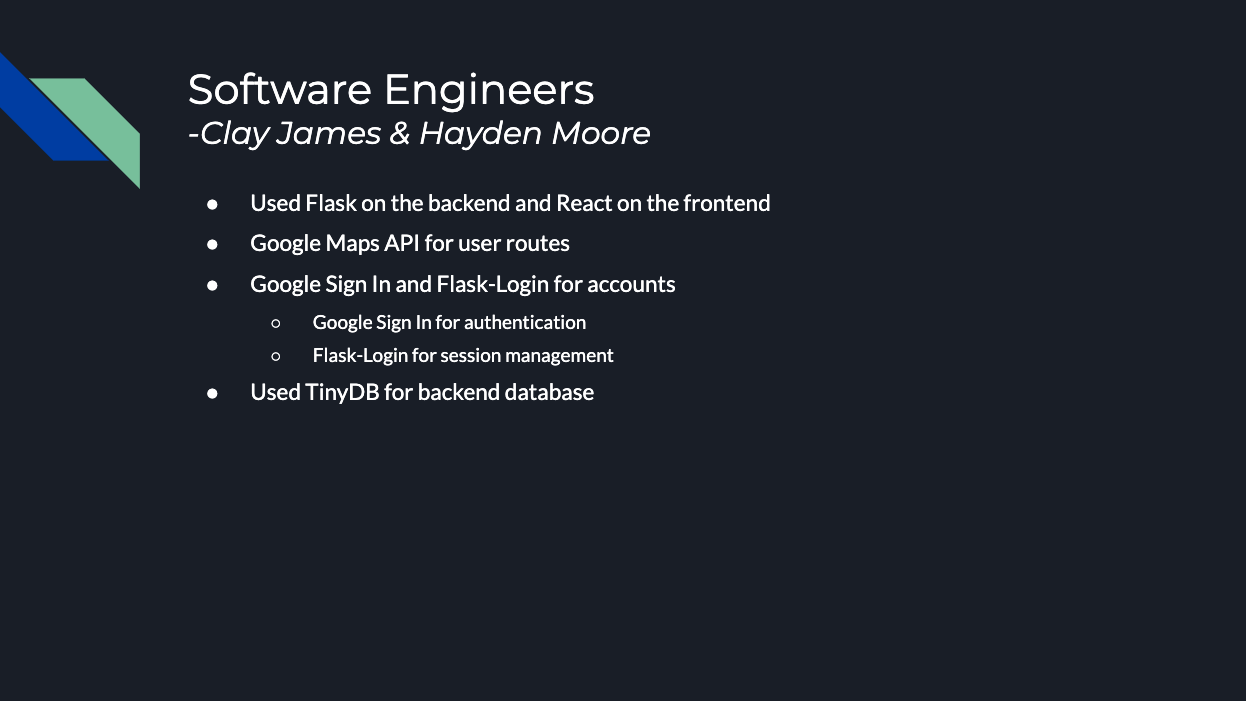 Software Engineers
-Clay James & Hayden Moore
● Used Flask on the backend and React on the frontend
● Google Maps API for user routes
● Google Sign In and Flask-Login for accounts
○ Google Sign In for authentication
○ Flask-Login for session management
● Used TinyDB for backend database